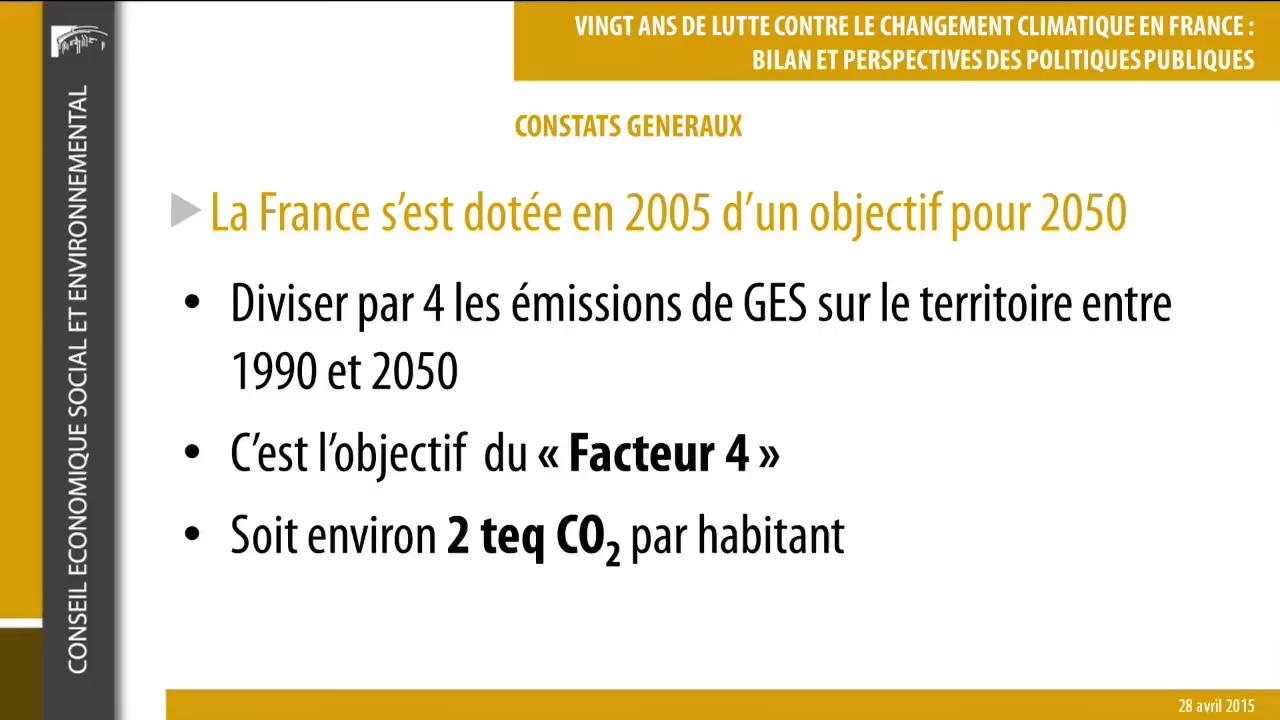 VINGT ANS DE LUTTE CONTRE LE CHANGEMENT CLIMATIQUE EN FRANCE :
BILAN ET PERSPECTIVES DES POLITIQUES PUBLIQUES
CONSEIL ECONOMIQUE SOCIAL ET ENVIRONNEMENTAL
CONSTATS GENERAUX
La France s’est dotée en 2005 d’un objectif pour 2050
• Diviser par 4 les émissions de GES sur le territoire entre
1990 et 2050
• C’est l’objectif du « Facteur 4 »
• Soit environ 2 teq CO₂ par habitant
28 avril 2015